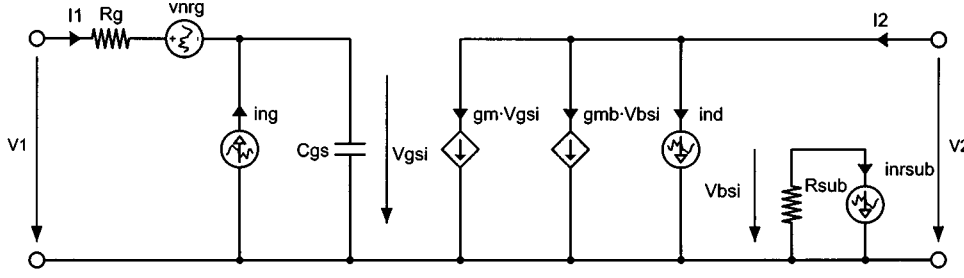 I1 Rg vnrg I2
+ -
ing gm·Vgsi gmb·Vbsi ind
V1 Cgs Vgsi Vbsi Rsub inrsub V2